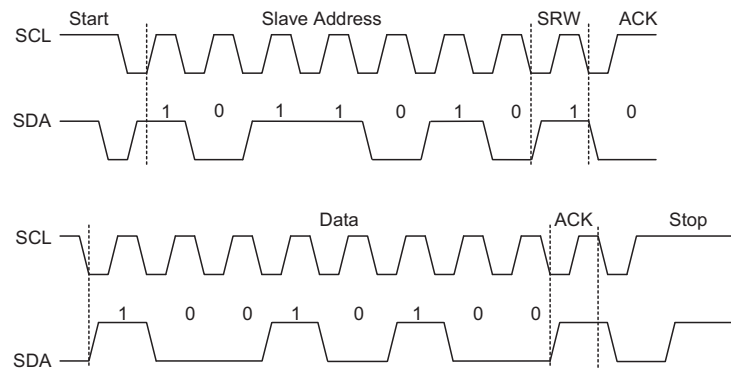 Start Slave Address SRW ACK
SCL
1 0 1 1 0 1 0 1 0
SDA
Data ACK Stop
SCL
1 0 0 1 0 1 0 0
SDA